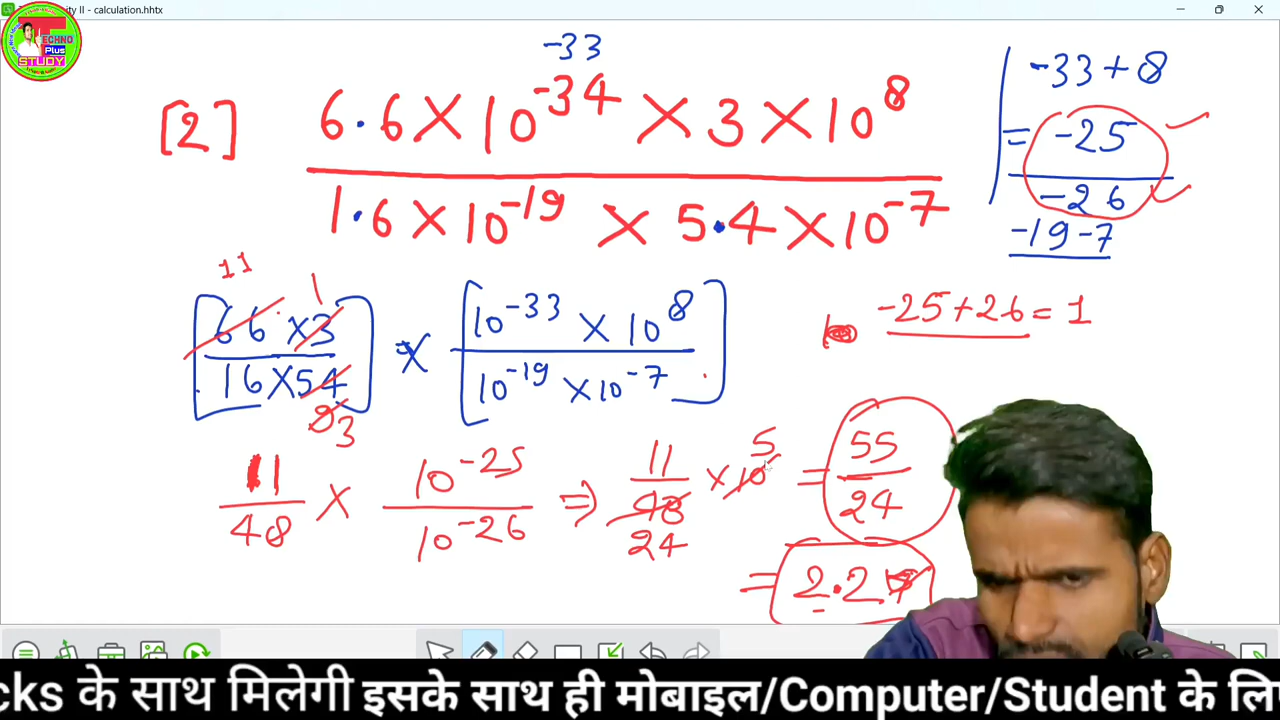 II - calculation.hhtx
TECHNO
Plus
STUDY
-33
[2] 6.6 × 10^-34 × 3 × 10^8
1.6 × 10^-19 × 5.4 × 10^-7
-33 + 8
= -25
-26
-19 - 7
11 1
66 × 3
16 × 54
9 3
×
10^-33 × 10^8
10^-19 × 10^-7
-25 + 26 = 1
11/48 × 10^-25/10^-26 ⇒ 11/48 × 10 = 55/24
5
24
= 2.2
cks के साथ मिलेगी इसके साथ ही मोबाइल/Computer/Student के लि